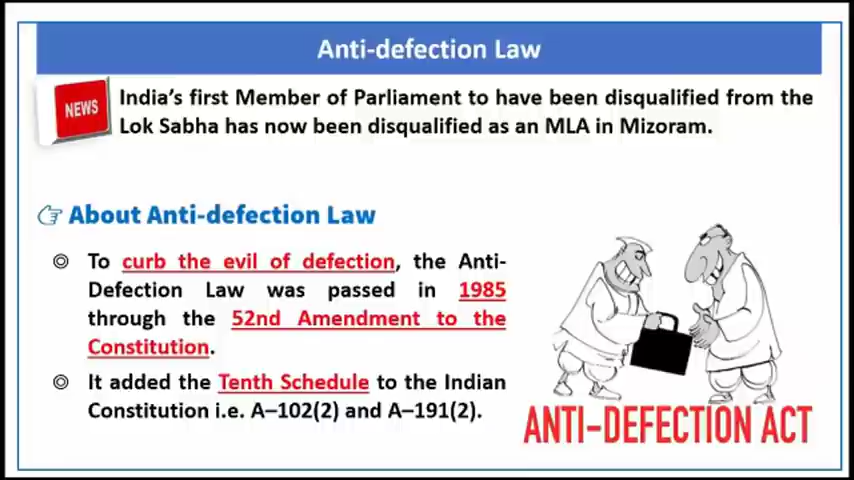 Anti-defection Law
NEWS
India's first Member of Parliament to have been disqualified from the
Lok Sabha has now been disqualified as an MLA in Mizoram.
About Anti-defection Law
To curb the evil of defection, the Anti-
Defection Law was passed in 1985
through the 52nd Amendment to the
Constitution.
It added the Tenth Schedule to the Indian
Constitution i.e. A–102(2) and A–191(2).
ANTI-DEFECTION ACT